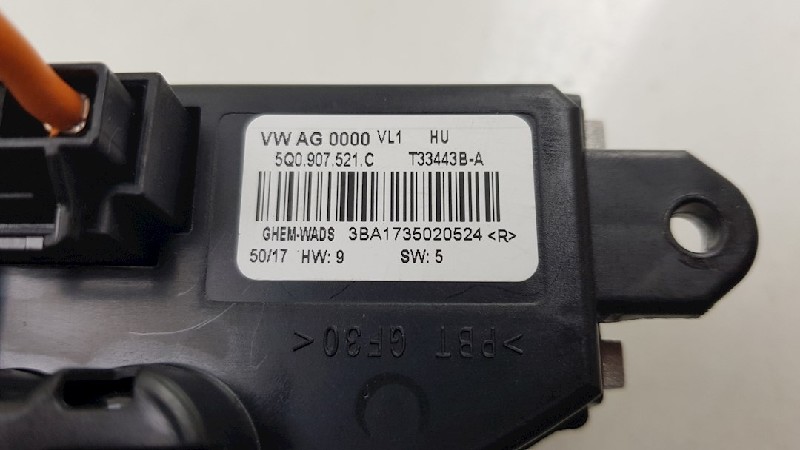 VW AG 0000 VL1 HU
5Q0.907.521.C T33443B-A
GHEM-WADS 3BA1735020524 <R>
50/17 HW: 9 SW: 5
>PBT GF30<